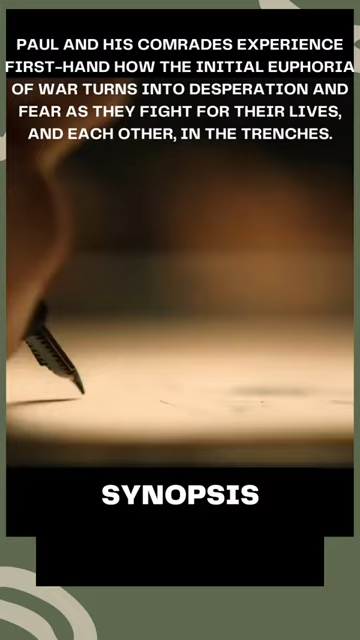 PAUL AND HIS COMRADES EXPERIENCE
FIRST-HAND HOW THE INITIAL EUPHORIA
OF WAR TURNS INTO DESPERATION AND
FEAR AS THEY FIGHT FOR THEIR LIVES,
AND EACH OTHER, IN THE TRENCHES.
SYNOPSIS